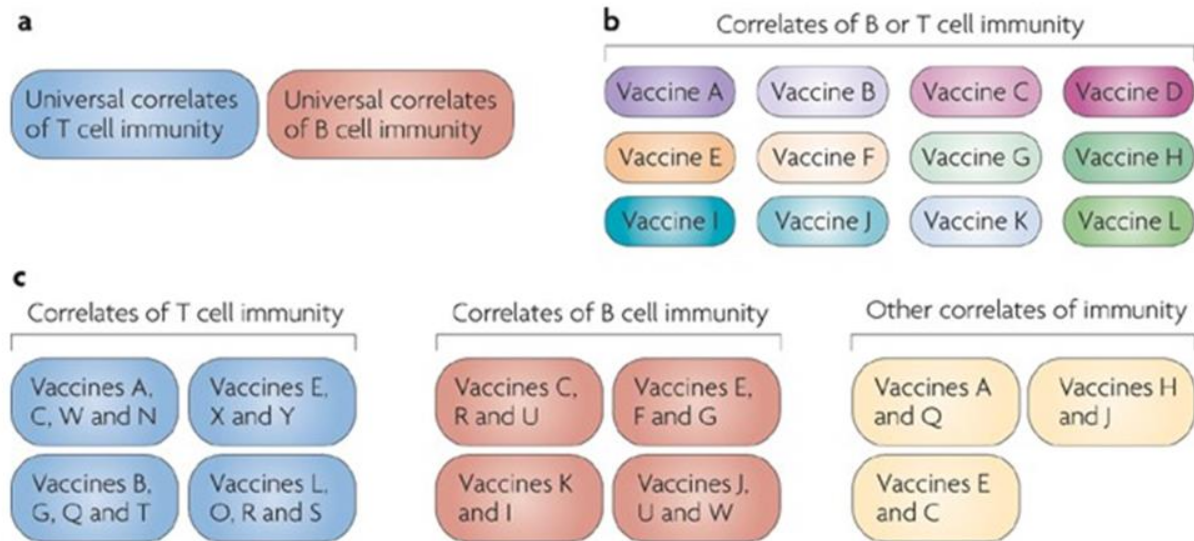 a
Universal correlates
of T cell immunity
Universal correlates
of B cell immunity
b
Correlates of B or T cell immunity
Vaccine A
Vaccine B
Vaccine C
Vaccine D
Vaccine E
Vaccine F
Vaccine G
Vaccine H
Vaccine I
Vaccine J
Vaccine K
Vaccine L
c
Correlates of T cell immunity
Vaccines A,
C, W and N
Vaccines E,
X and Y
Vaccines B,
G, Q and T
Vaccines L,
O, R and S
Correlates of B cell immunity
Vaccines C,
R and U
Vaccines E,
F and G
Vaccines K
and I
Vaccines J,
U and W
Other correlates of immunity
Vaccines A
and Q
Vaccines H
and J
Vaccines E
and C